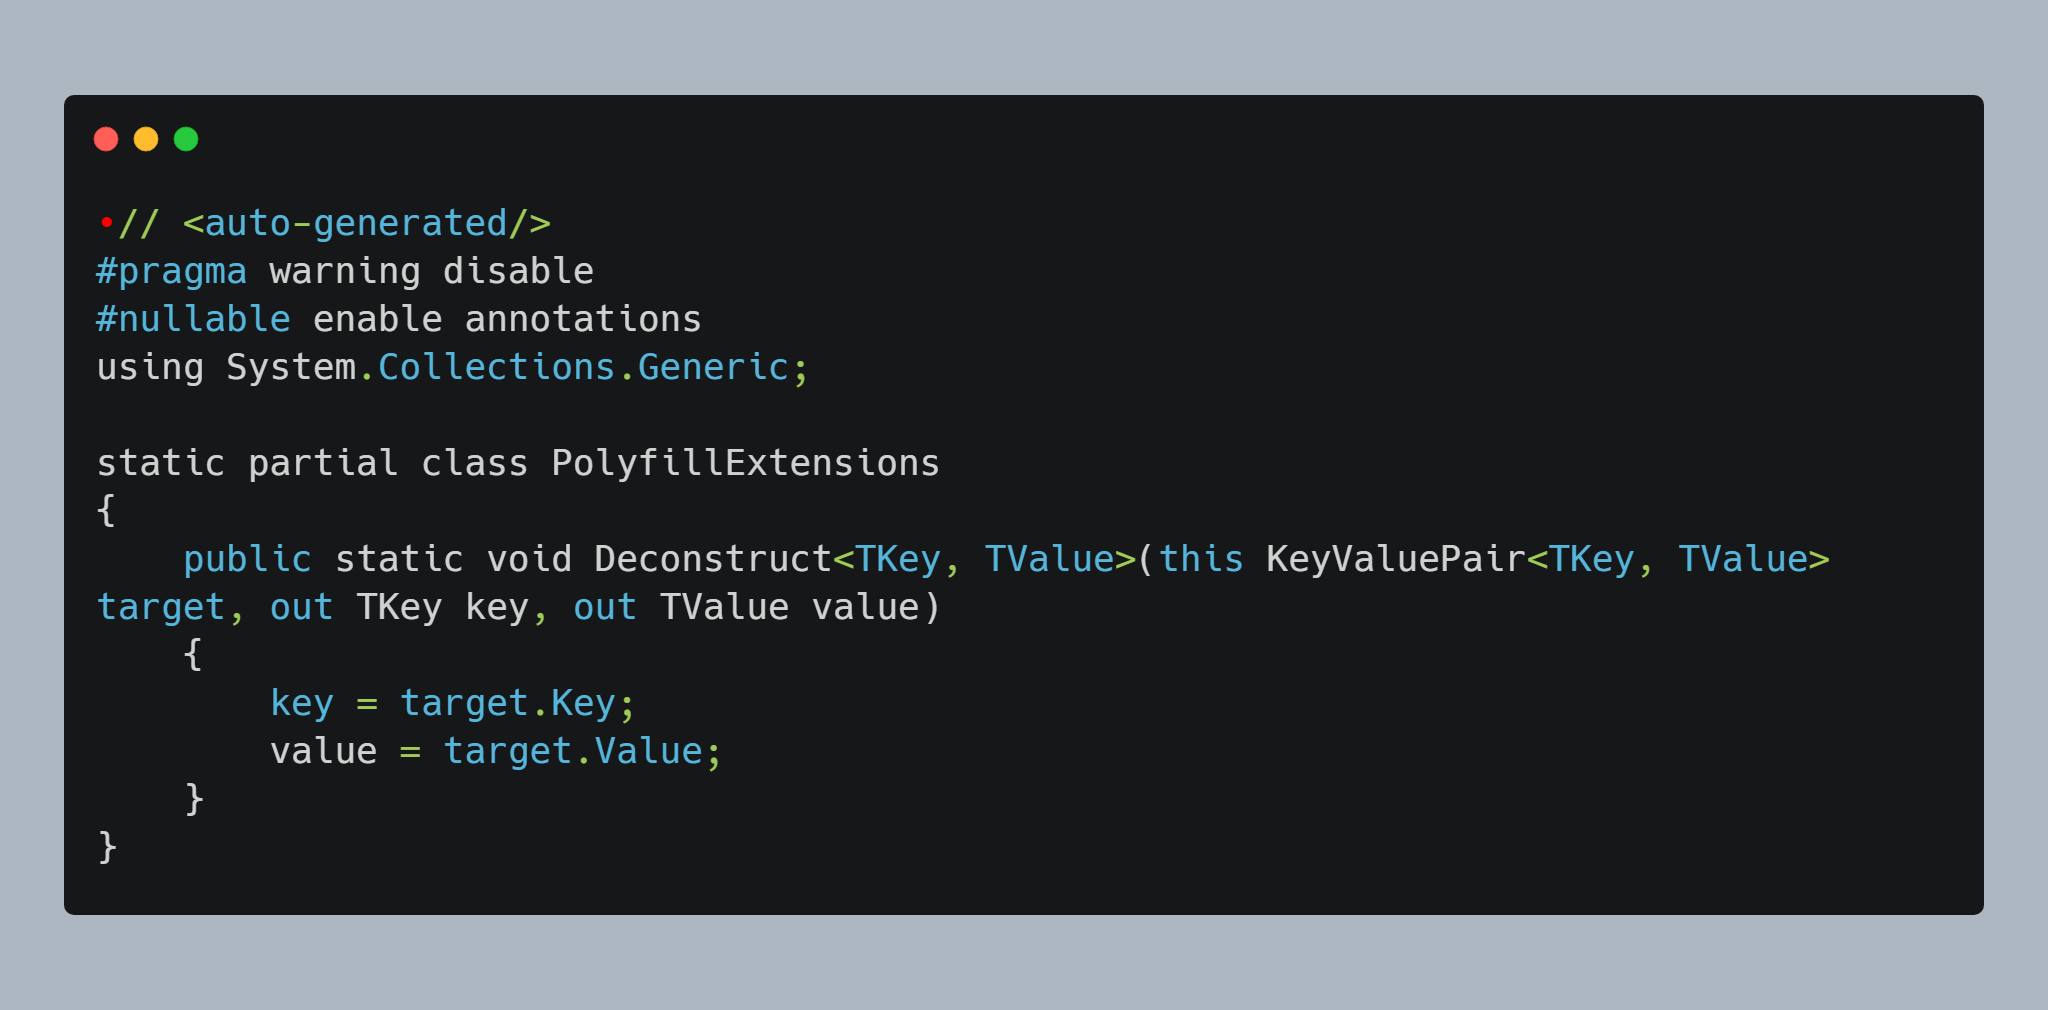 •// <auto-generated/>
#pragma warning disable
#nullable enable annotations
using System.Collections.Generic;

static partial class PolyfillExtensions
{
    public static void Deconstruct<TKey, TValue>(this KeyValuePair<TKey, TValue>
target, out TKey key, out TValue value)
    {
        key = target.Key;
        value = target.Value;
    }
}